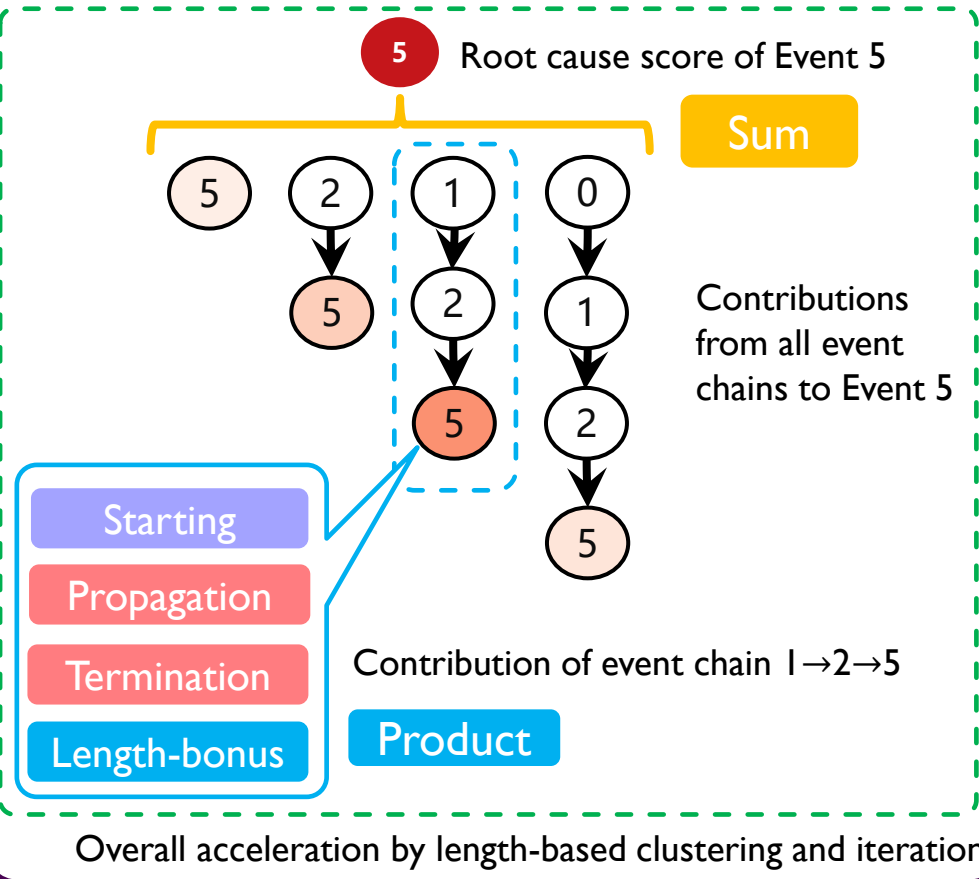 5
Root cause score of Event 5
Sum
5 2 1 0
5 2 1
5 2
5
Contributions
from all event
chains to Event 5
Starting
Propagation
Termination
Length-bonus
Contribution of event chain 1→2→5
Product
Overall acceleration by length-based clustering and iteration